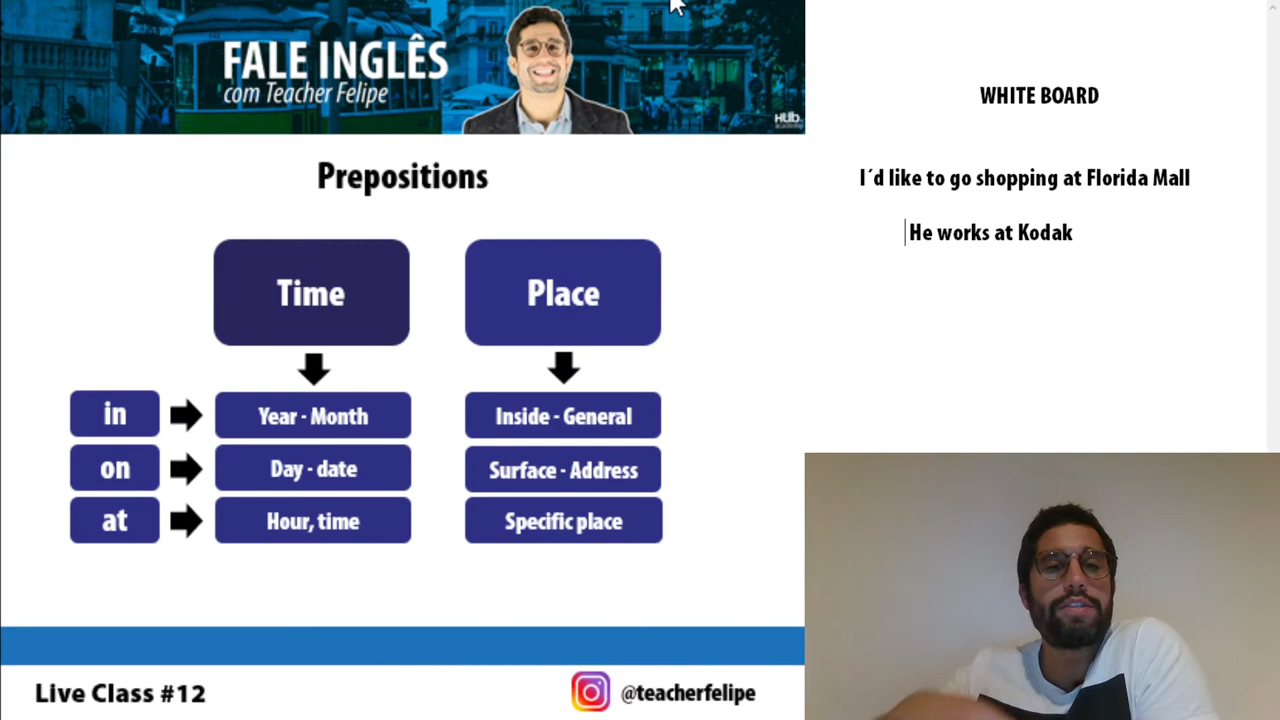 FALE INGLÊS
com Teacher Felipe
HUB
academy
Prepositions
Time
Place
in
Year - Month
Inside - General
on
Day - date
Surface - Address
at
Hour, time
Specific place
Live Class #12
@teacherfelipe
WHITE BOARD
I´d like to go shopping at Florida Mall
He works at Kodak